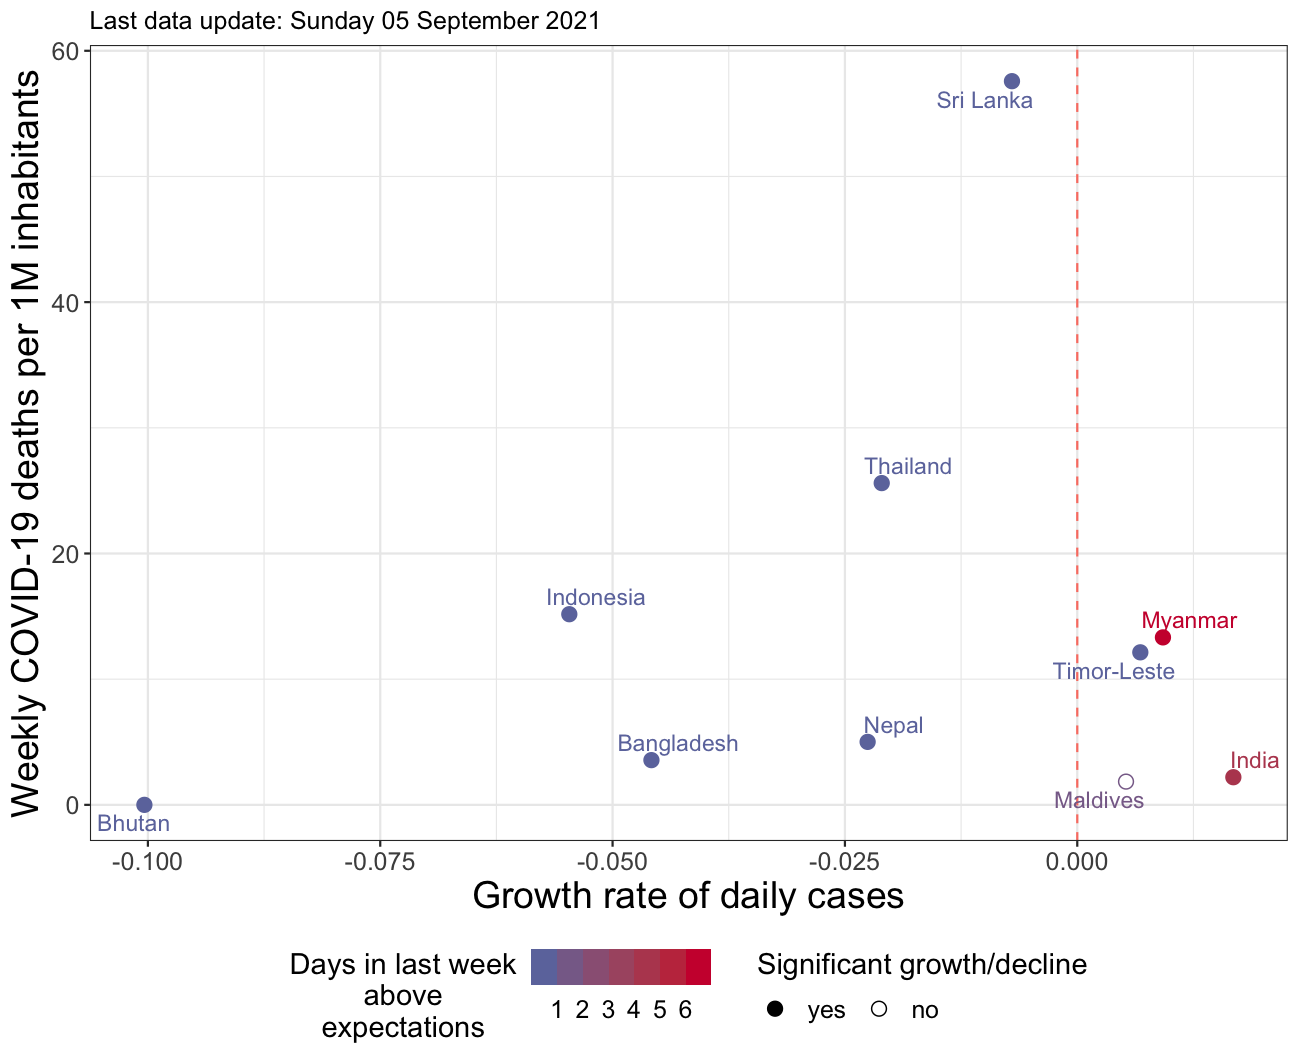 Last data update: Sunday 05 September 2021
Weekly COVID-19 deaths per 1M inhabitants
60
40
20
0
Sri Lanka
Thailand
Indonesia
Myanmar
Timor-Leste
Nepal
Bangladesh
India
Maldives
Bhutan
-0.100 -0.075 -0.050 -0.025 0.000
Growth rate of daily cases
Days in last week
above
expectations
1 2 3 4 5 6
Significant growth/decline
yes no